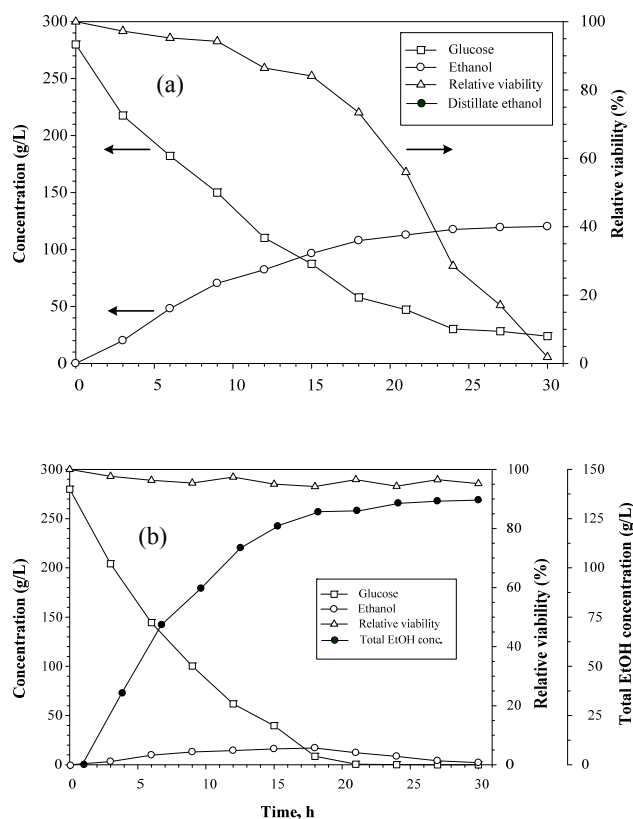 300
250
200
150
100
50
0
Concentration (g/L)
(a)
Glucose
Ethanol
Relative viability
Distillate ethanol
100
80
60
40
20
0
Relative viability (%)
0
5
10
15
20
25
30
300
250
200
150
100
50
0
Concentration (g/L)
(b)
Glucose
Ethanol
Relative viability
Total EtOH conc.
100
80
60
40
20
0
Relative viability (%)
150
125
100
75
50
25
0
Total EtOH concentration (g/L)
0
5
10
15
20
25
30
Time, h